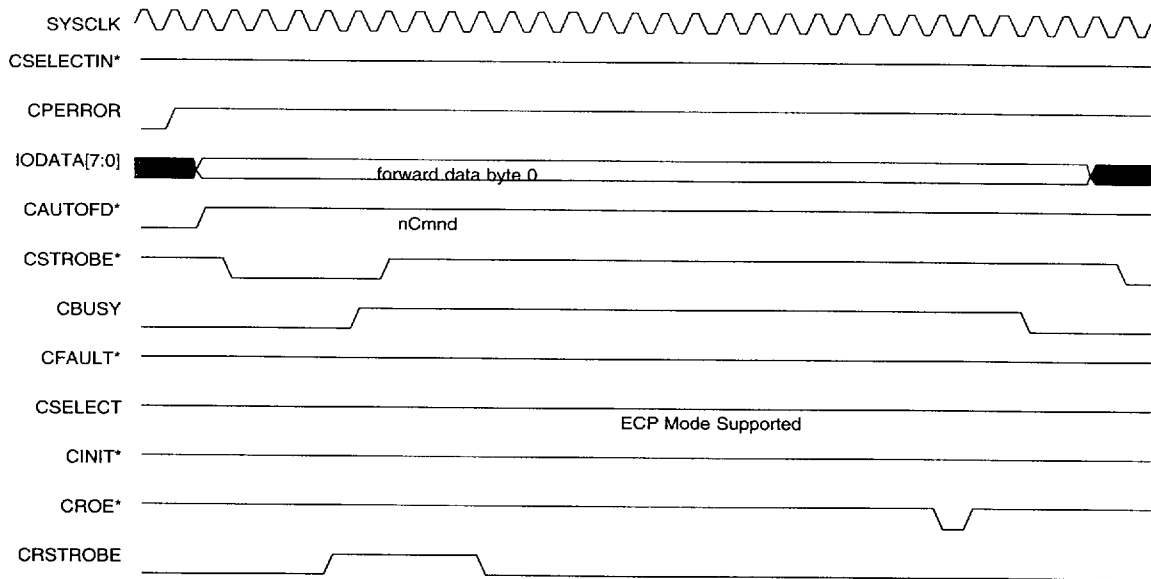 SYSCLK
CSELECTIN*
CPERROR
IODATA[7:0]
forward data byte 0
CAUTOFD*
nCmnd
CSTROBE*
CBUSY
CFAULT*
CSELECT
ECP Mode Supported
CINIT*
CROE*
CRSTROBE